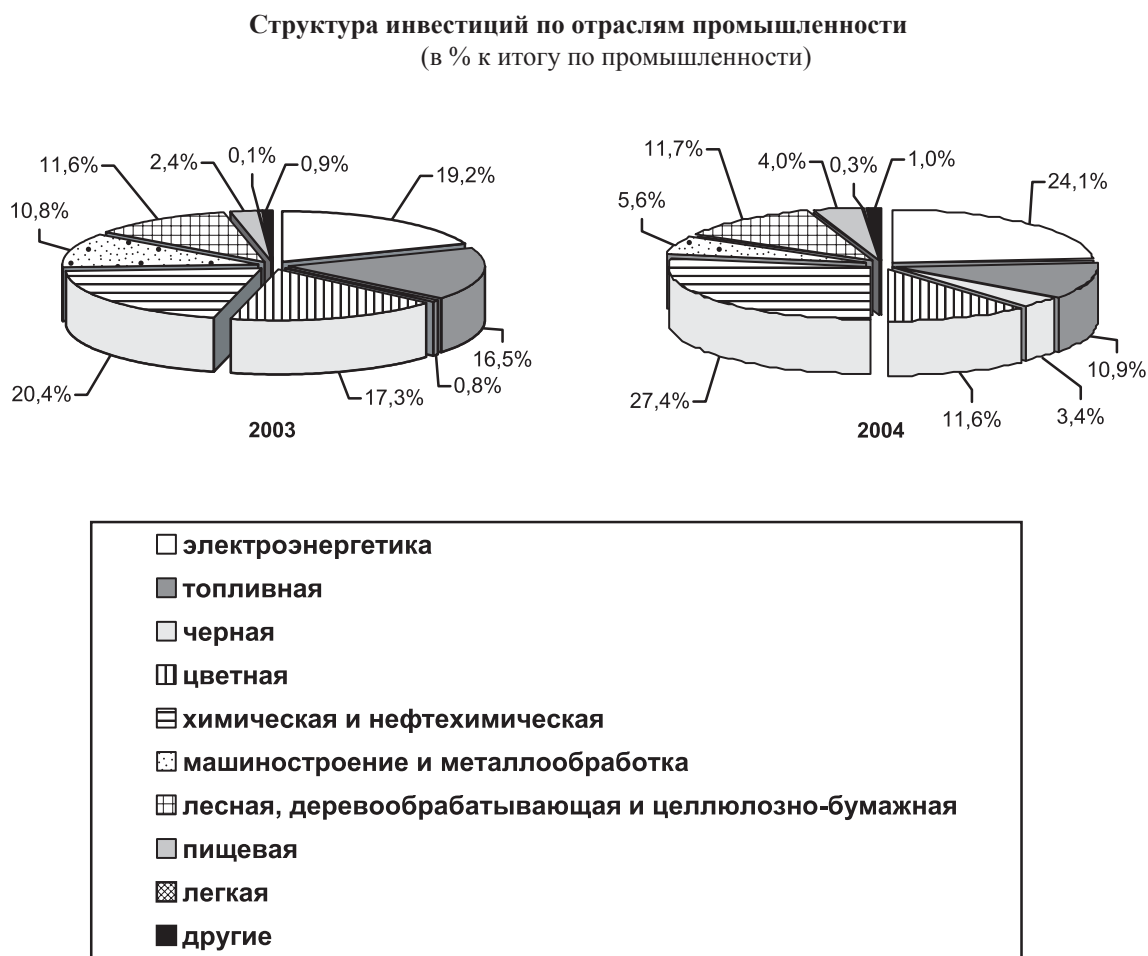 Структура инвестиций по отраслям промышленности
(в % к итогу по промышленности)
11,6%
2,4%
0,1%
0,9%
19,2%
10,8%
16,5%
0,8%
20,4%
17,3%
2003
11,7%
4,0%
0,3%
1,0%
24,1%
5,6%
10,9%
27,4%
11,6%
3,4%
2004
электроэнергетика
топливная
черная
цветная
химическая и нефтехимическая
машиностроение и металлообработка
лесная, деревообрабатывающая и целлюлозно-бумажная
пищевая
легкая
другие